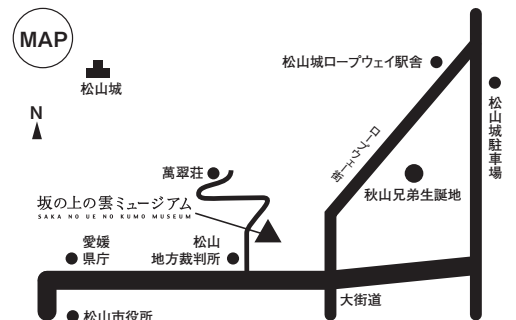 MAP
松山城
N
松山城ロープウェイ駅舎
松山城駐車場
ロープウェー街
秋山兄弟生誕地
萬翠荘
坂の上の雲ミュージアム
SAKA NO UE NO KUMO MUSEUM
愛媛
県庁
松山
地方裁判所
大街道
松山市役所